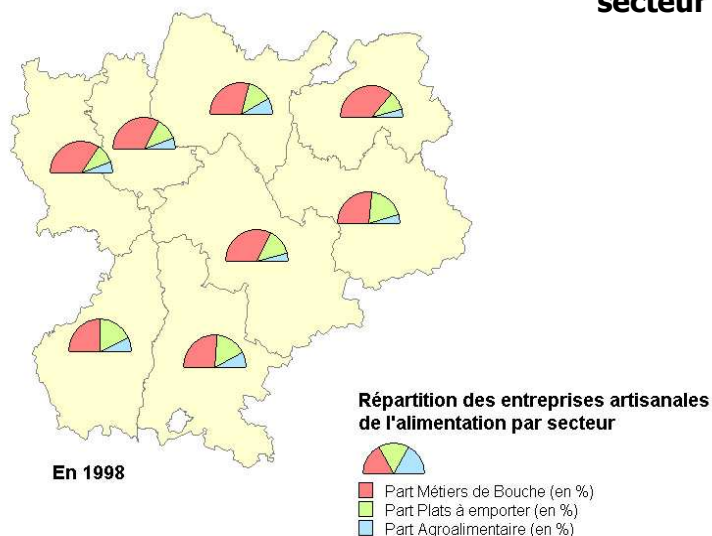 secteur
En 1998
Répartition des entreprises artisanales
de l'alimentation par secteur
Part Métiers de Bouche (en %)
Part Plats à emporter (en %)
Part Agroalimentaire (en %)